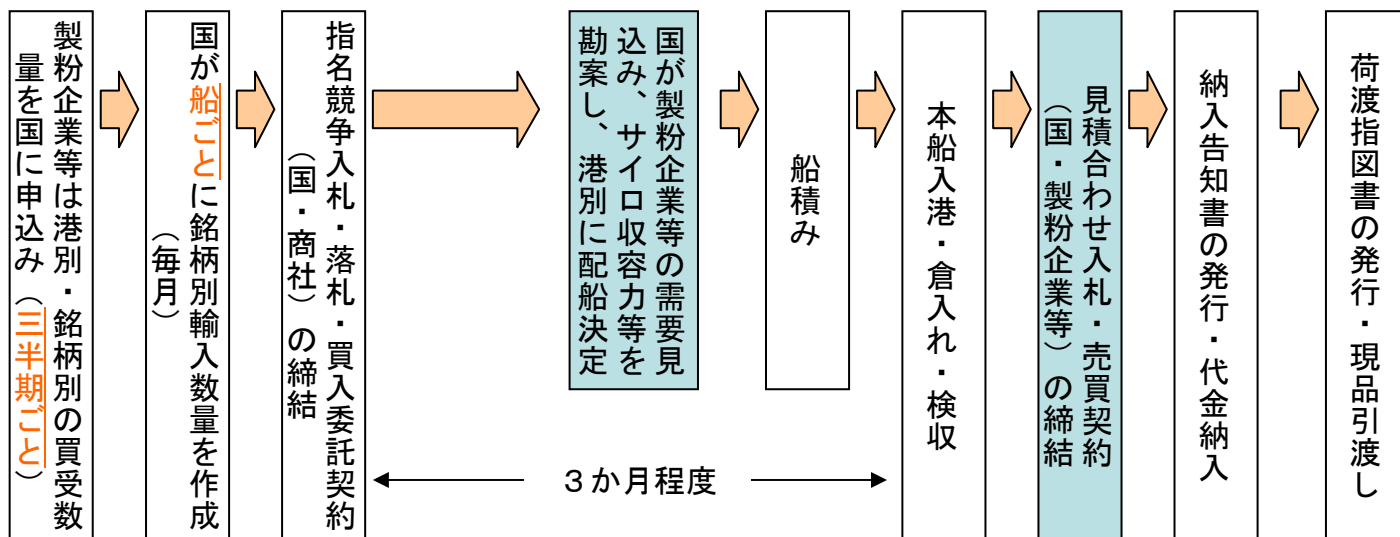 製粉企業等は港別・銘柄別の買受数
量を国に申込み（三半期ごと）
国が船ごとに銘柄別輸入数量を作成
（毎月）
指名競争入札・落札・買入委託契約
（国・商社）の締結
国が製粉企業等の需要見
込み、サイロ収容力等を
勘案し、港別に配船決定
船積み
本船入港・倉入れ・検収
見積合わせ入札・売買契約
（国・製粉企業等）の締結
納入告知書の発行・代金納入
荷渡指図書の発行・現品引渡し
３か月程度